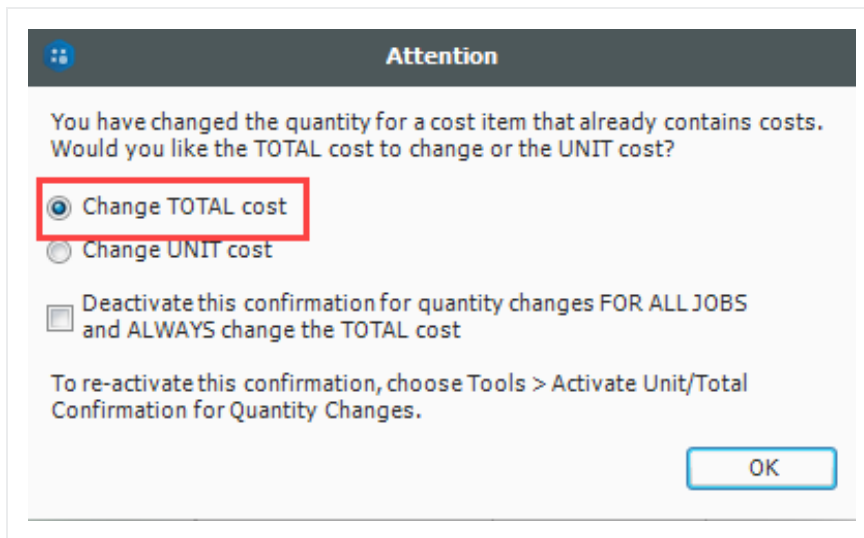 Attention
You have changed the quantity for a cost item that already contains costs.
Would you like the TOTAL cost to change or the UNIT cost?
Change TOTAL cost
Change UNIT cost
Deactivate this confirmation for quantity changes FOR ALL JOBS
and ALWAYS change the TOTAL cost
To re-activate this confirmation, choose Tools > Activate Unit/Total
Confirmation for Quantity Changes.
OK